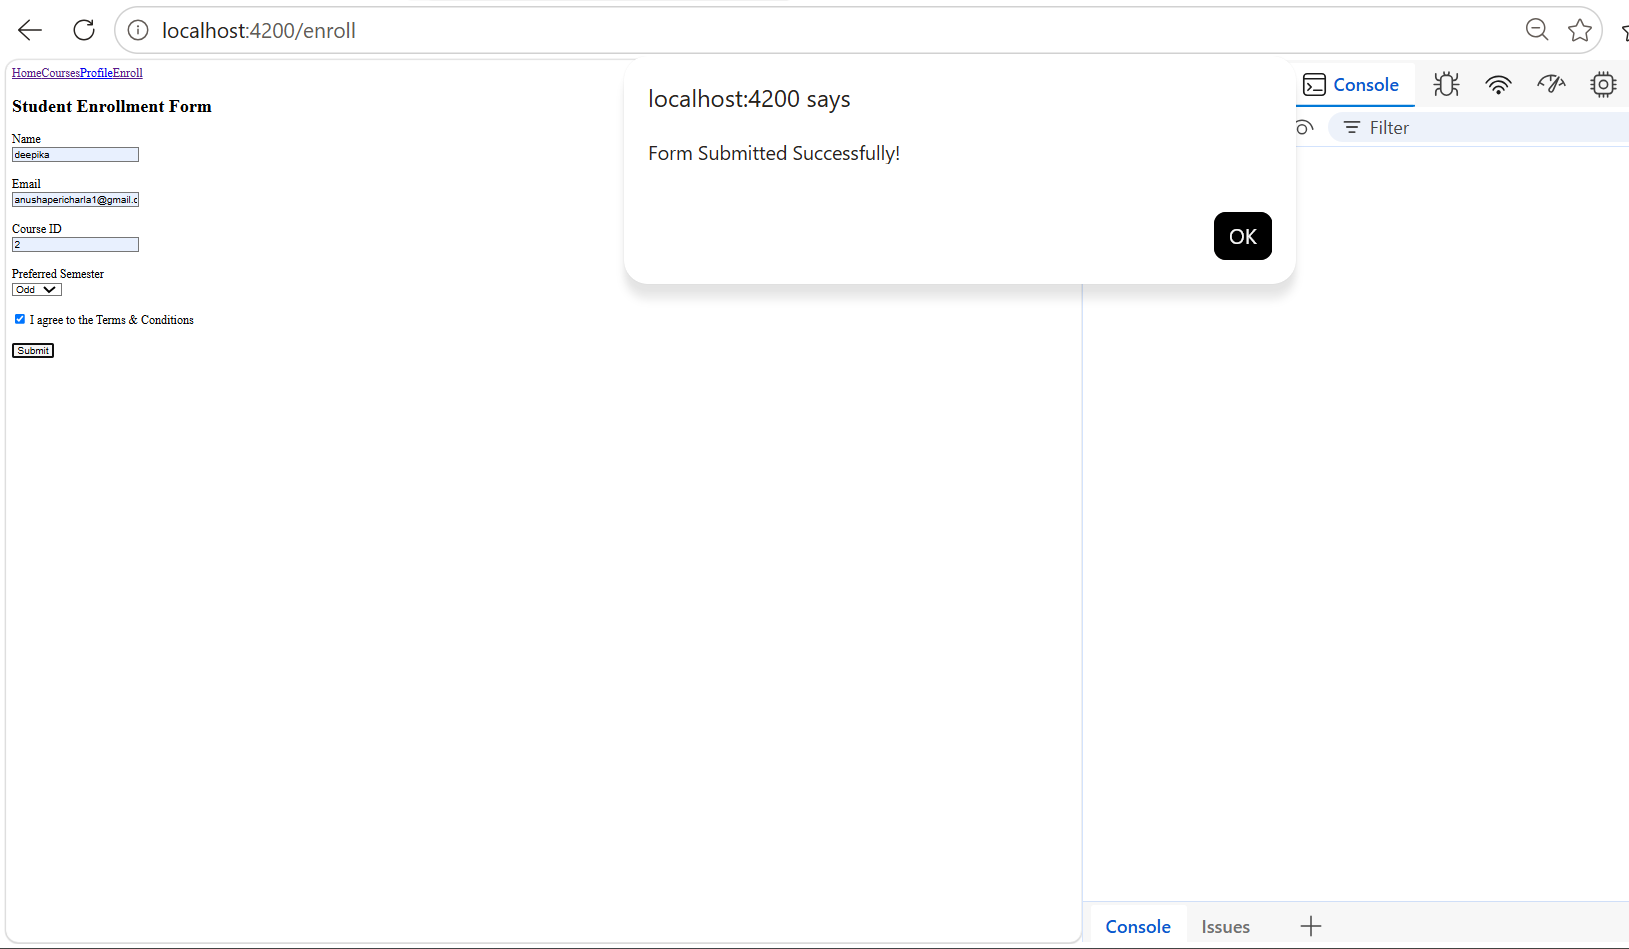 localhost:4200/enroll
HomeCoursesProfileEnroll
Student Enrollment Form
Name
deepika
Email
anushapericharla1@gmail.c
Course ID
2
Preferred Semester
Odd
I agree to the Terms & Conditions
Submit
localhost:4200 says
Form Submitted Successfully!
OK
Console
Filter
Console
Issues